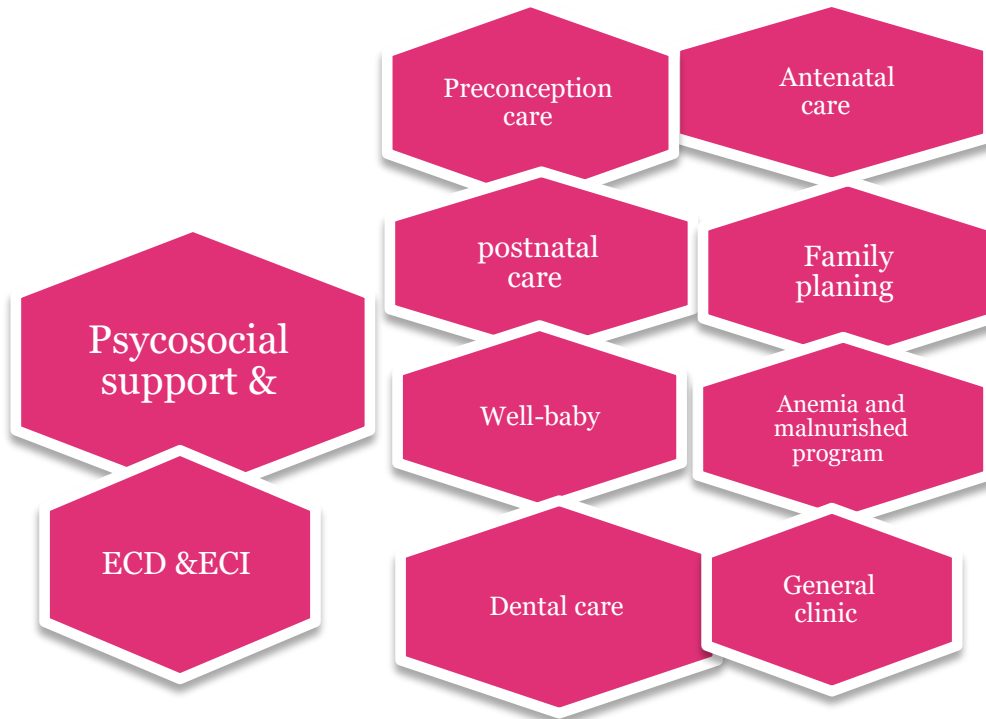 Preconception
care
Antenatal
care
postnatal
care
Family
planing
Psycosocial
support &
Well-baby
Anemia and
malnurished
program
ECD &ECI
Dental care
General
clinic